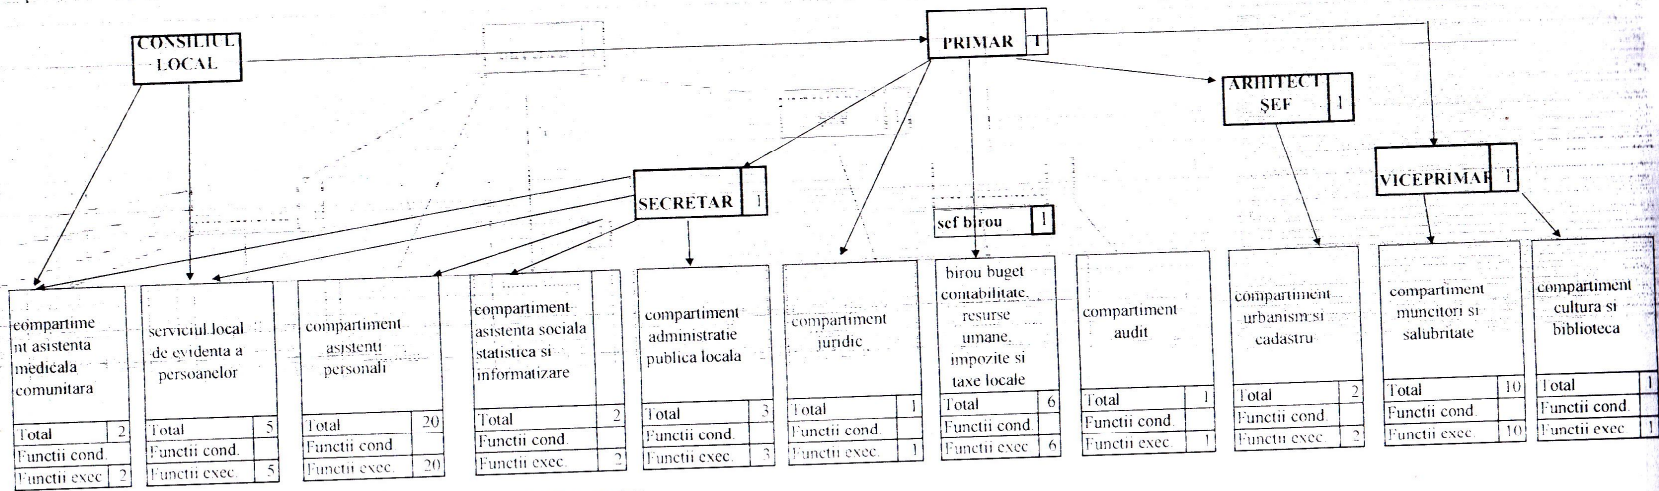 CONSILIUL
LOCAL
PRIMAR 1
ARHITECT
ŞEF 1
SECRETAR 1
VICEPRIMAR 1
sef birou 1
compartime
nt asistenta
medicala
comunitara
Total 2
Functii cond.
Functii exec 2
serviciul local
de evidenta a
persoanelor
Total 5
Functii cond.
Functii exec. 5
compartiment
asistenti
personali
Total 20
Functii cond
Functii exec. 20
compartiment
asistenta sociala
statistica si
informatizare
Total 2
Functii cond.
Functii exec. 2
compartiment
administratie
publica locala
Total 3
Functii cond.
Functii exec. 3
compartiment
juridic
Total 1
Functii cond.
Functii exec. 1
birou buget
contabilitate,
resurse
umane,
impozite si
taxe locale
Total 6
Functii cond.
Functii exec 6
compartiment
audit
Total 1
Functii cond.
Functii exec. 1
compartiment
urbanism si
cadastru
Total 2
Functii cond.
Functii exec. 2
compartiment
muncitori si
salubritate
Total 10
Functii cond.
Functii exec. 10
compartiment
cultura si
biblioteca
Total 1
Functii cond.
Functii exec. 1